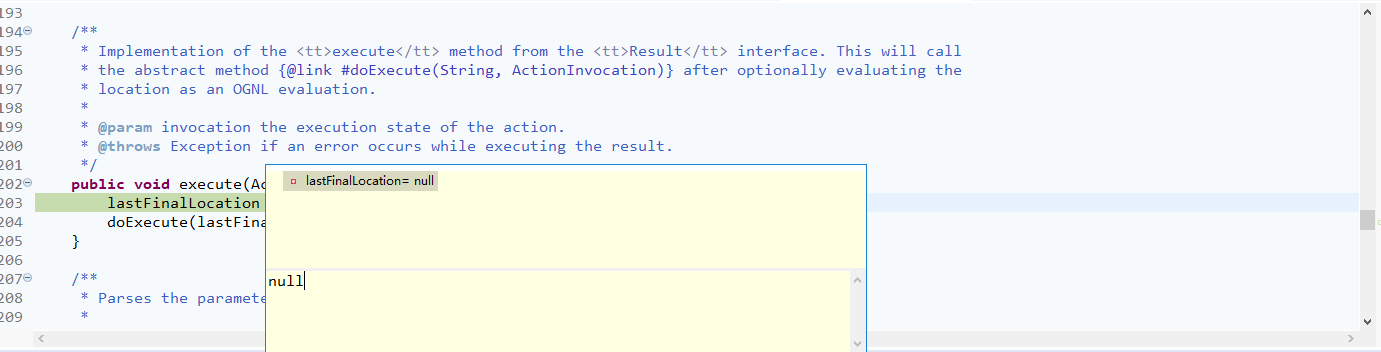 193
194 /**
195 * Implementation of the <tt>execute</tt> method from the <tt>Result</tt> interface. This will call
196 * the abstract method {@link #doExecute(String, ActionInvocation)} after optionally evaluating the
197 * location as an OGNL evaluation.
198 *
199 * @param invocation the execution state of the action.
200 * @throws Exception if an error occurs while executing the result.
201 */
202 public void execute(Ac
203 lastFinalLocation
204 doExecute(lastFina
205 }
206
207 /**
208 * Parses the paramete
209 *
lastFinalLocation= null
null